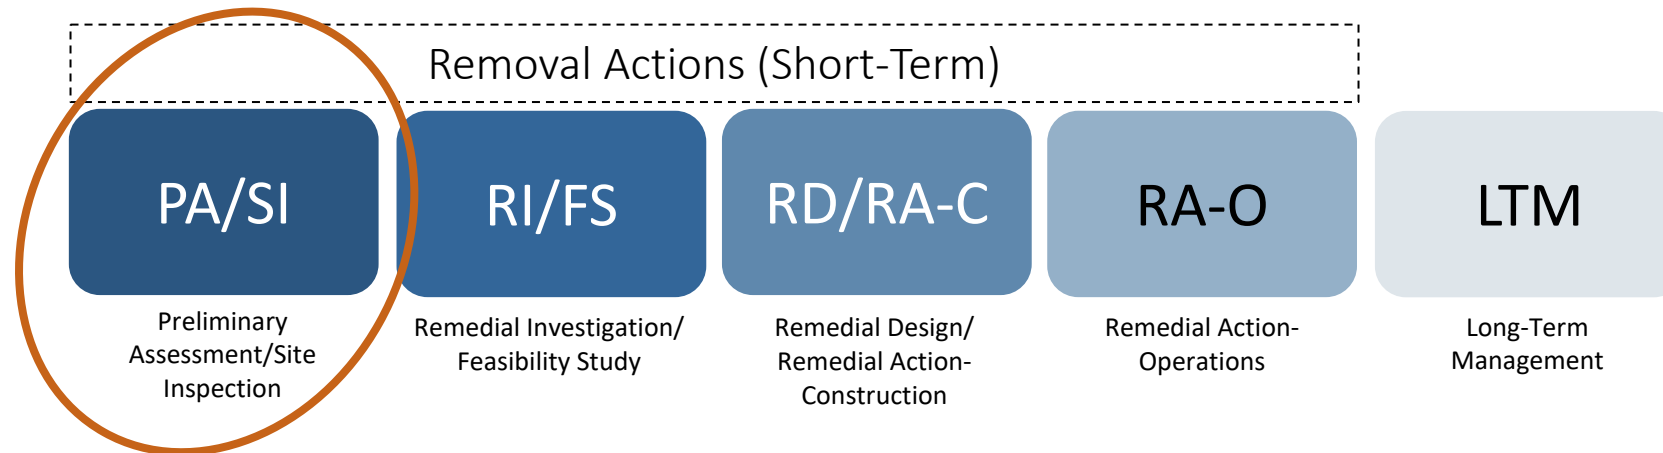 Removal Actions (Short-Term)
PA/SI
RI/FS
RD/RA-C
RA-O
LTM
Preliminary
Assessment/Site
Inspection
Remedial Investigation/
Feasibility Study
Remedial Design/
Remedial Action-
Construction
Remedial Action-
Operations
Long-Term
Management